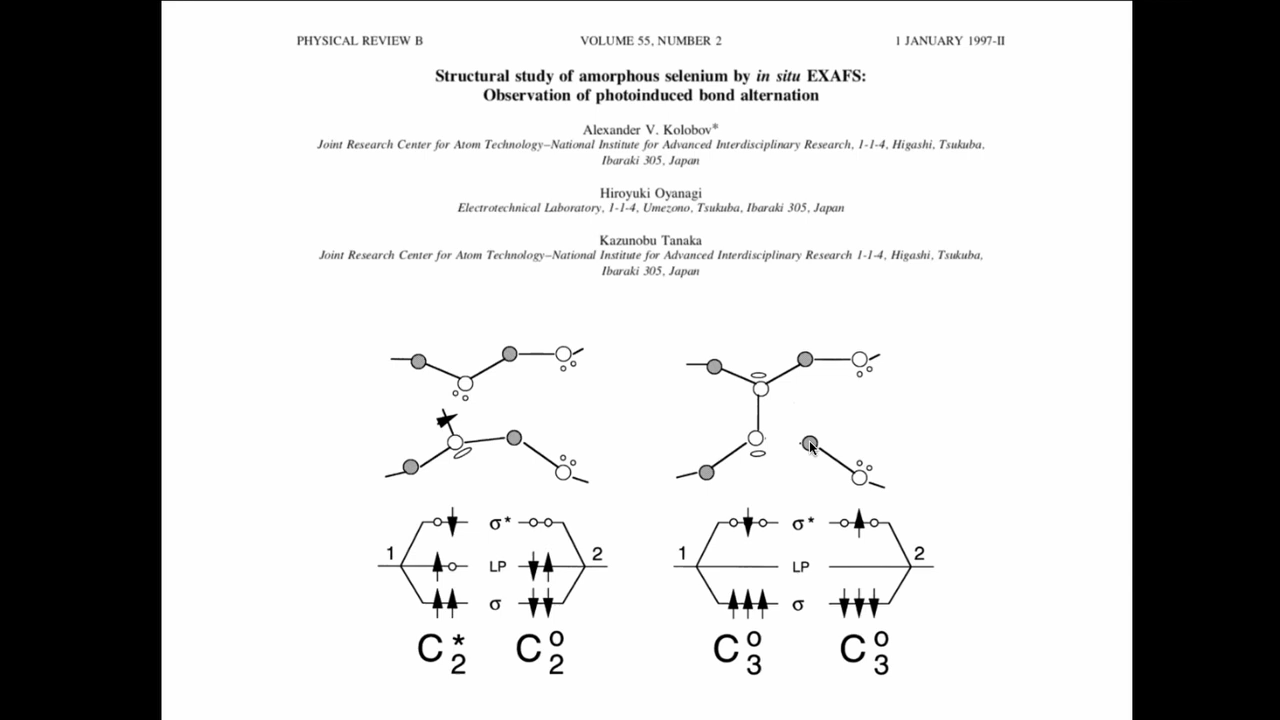 PHYSICAL REVIEW B VOLUME 55, NUMBER 2 1 JANUARY 1997-II
Structural study of amorphous selenium by in situ EXAFS:
Observation of photoinduced bond alternation
Alexander V. Kolobov*
Joint Research Center for Atom Technology–National Institute for Advanced Interdisciplinary Research, 1-1-4, Higashi, Tsukuba,
Ibaraki 305, Japan
Hiroyuki Oyanagi
Electrotechnical Laboratory, 1-1-4, Umezono, Tsukuba, Ibaraki 305, Japan
Kazunobu Tanaka
Joint Research Center for Atom Technology–National Institute for Advanced Interdisciplinary Research 1-1-4, Higashi, Tsukuba,
Ibaraki 305, Japan
σ* σ*
1 2 1 2
LP LP
σ σ
C₂* C₂⁰ C₃⁰ C₃⁰